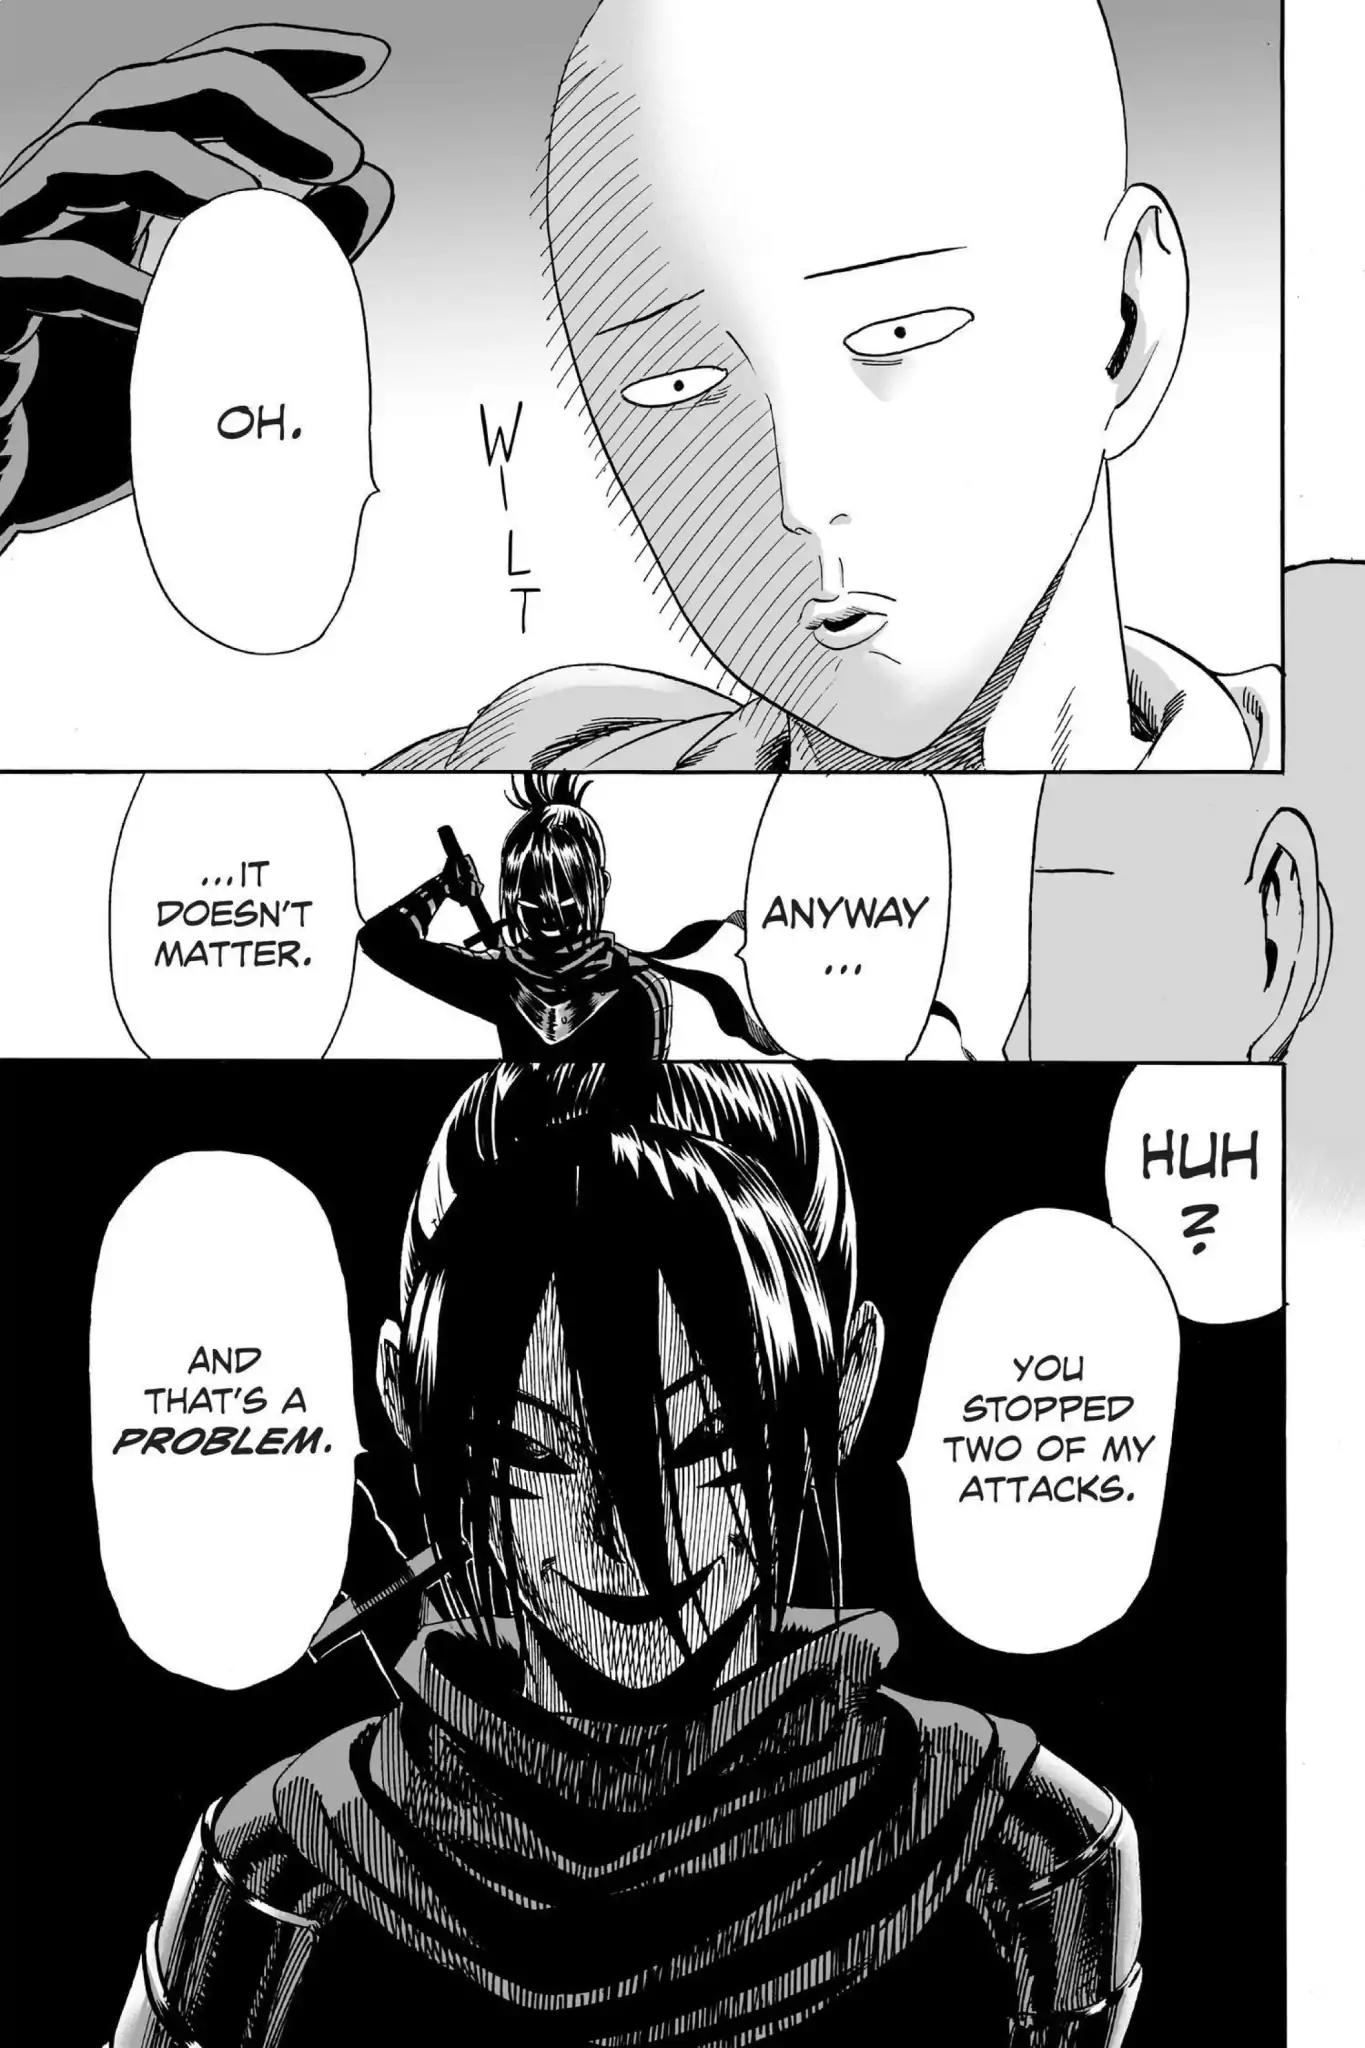 OH.
WILT
ANYWAY
...
...IT
DOESN'T
MATTER.
HUH
?
YOU
STOPPED
TWO OF MY
ATTACKS.
AND
THAT'S A
PROBLEM.